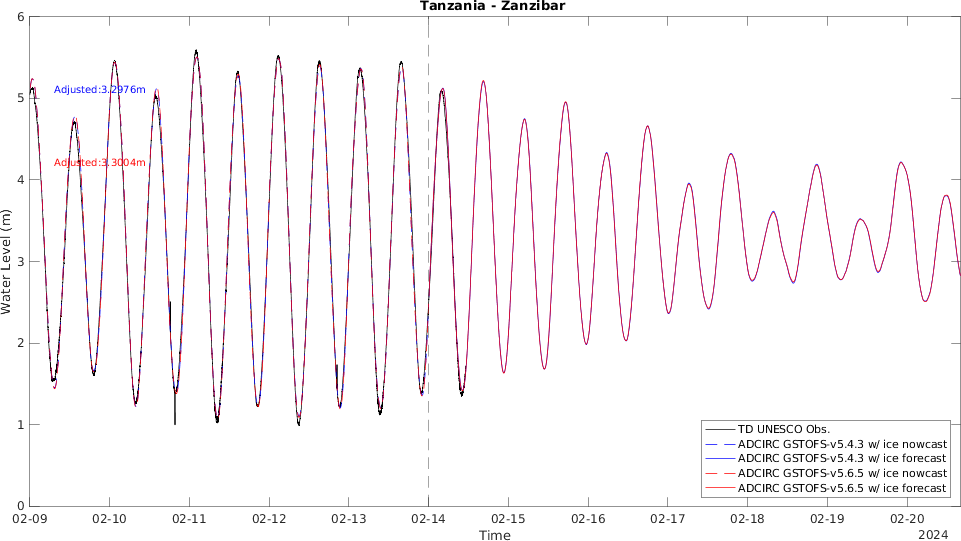 Tanzania - Zanzibar
6
5
4
3
2
1
0
Water Level (m)
Adjusted:3.2976m
Adjusted:3.3004m
TD UNESCO Obs.
ADCIRC GSTOFS-v5.4.3 w/ ice nowcast
ADCIRC GSTOFS-v5.4.3 w/ ice forecast
ADCIRC GSTOFS-v5.6.5 w/ ice nowcast
ADCIRC GSTOFS-v5.6.5 w/ ice forecast
02-09 02-10 02-11 02-12 02-13 02-14 02-15 02-16 02-17 02-18 02-19 02-20
Time
2024